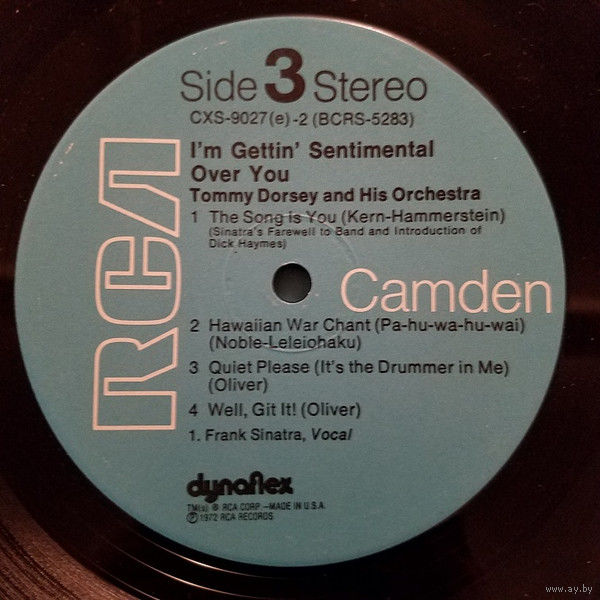 Side 3 Stereo
CXS-9027(e)-2 (BCRS-5283)
I'm Gettin' Sentimental
Over You
Tommy Dorsey and His Orchestra
1 The Song is You (Kern-Hammerstein)
(Sinatra's Farewell to Band and Introduction of
Dick Haymes)
RCA
Camden
2 Hawaiian War Chant (Pa-hu-wa-hu-wai)
(Noble-Leleiohaku)
3 Quiet Please (It's the Drummer in Me)
(Oliver)
4 Well, Git It! (Oliver)
1. Frank Sinatra, Vocal
dynaflex
TM(s) ® RCA CORP.—MADE IN U.S.A.
℗ 1972 RCA RECORDS
www.ay.by